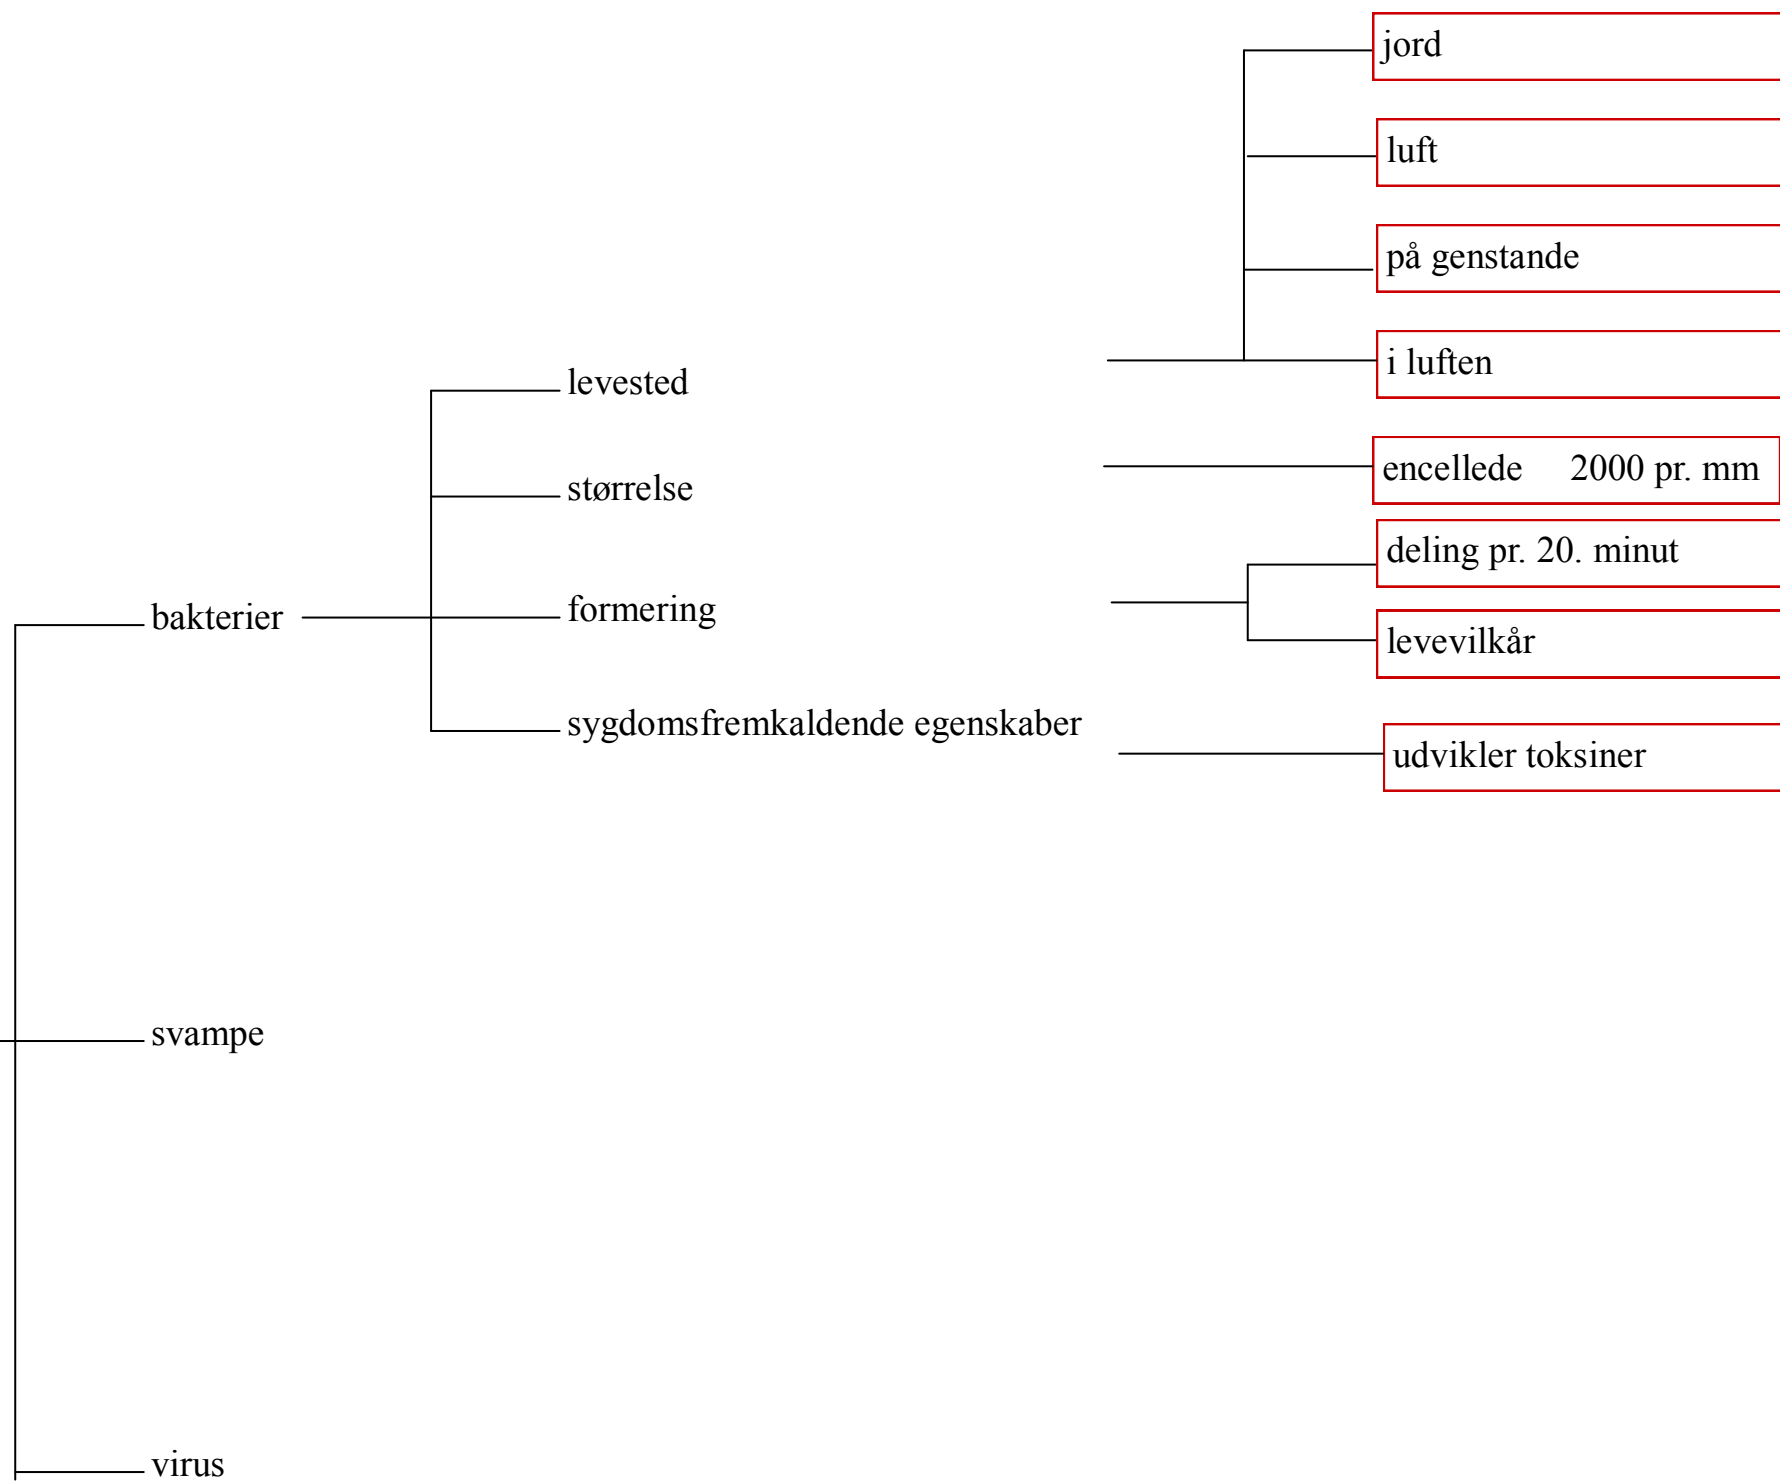 jord
luft
på genstande
i luften
levested
encellede 2000 pr. mm
størrelse
deling pr. 20. minut
bakterier
formering
levevilkår
sygdomsfremkaldende egenskaber
udvikler toksiner
svampe
virus